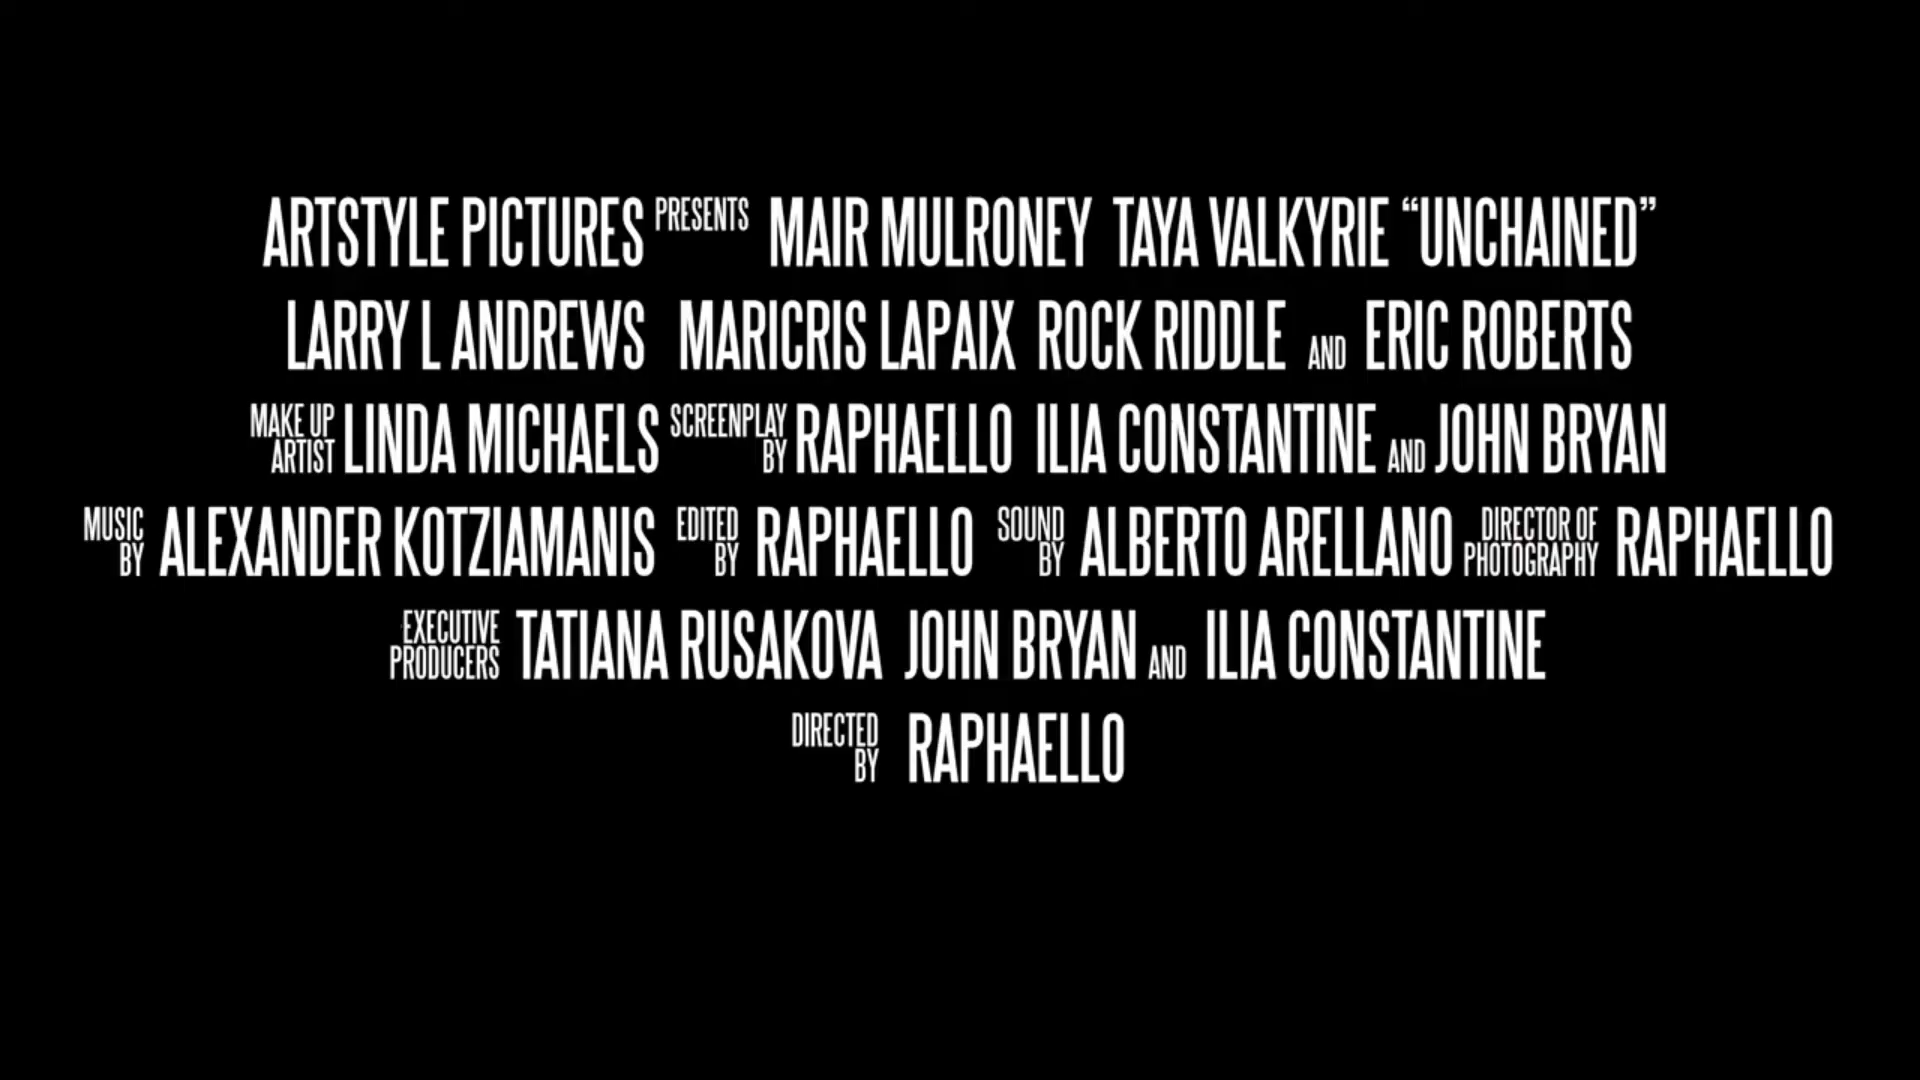 ARTSTYLE PICTURES PRESENTS MAIR MULRONEY TAYA VALKYRIE “UNCHAINED”
LARRY L ANDREWS MARICRIS LAPAIX ROCK RIDDLE AND ERIC ROBERTS
MAKE UP ARTIST LINDA MICHAELS SCREENPLAY BY RAPHAELLO ILIA CONSTANTINE AND JOHN BRYAN
MUSIC BY ALEXANDER KOTZIAMANIS EDITED BY RAPHAELLO SOUND BY ALBERTO ARELLANO DIRECTOR OF PHOTOGRAPHY RAPHAELLO
EXECUTIVE PRODUCERS TATIANA RUSAKOVA JOHN BRYAN AND ILIA CONSTANTINE
DIRECTED BY RAPHAELLO